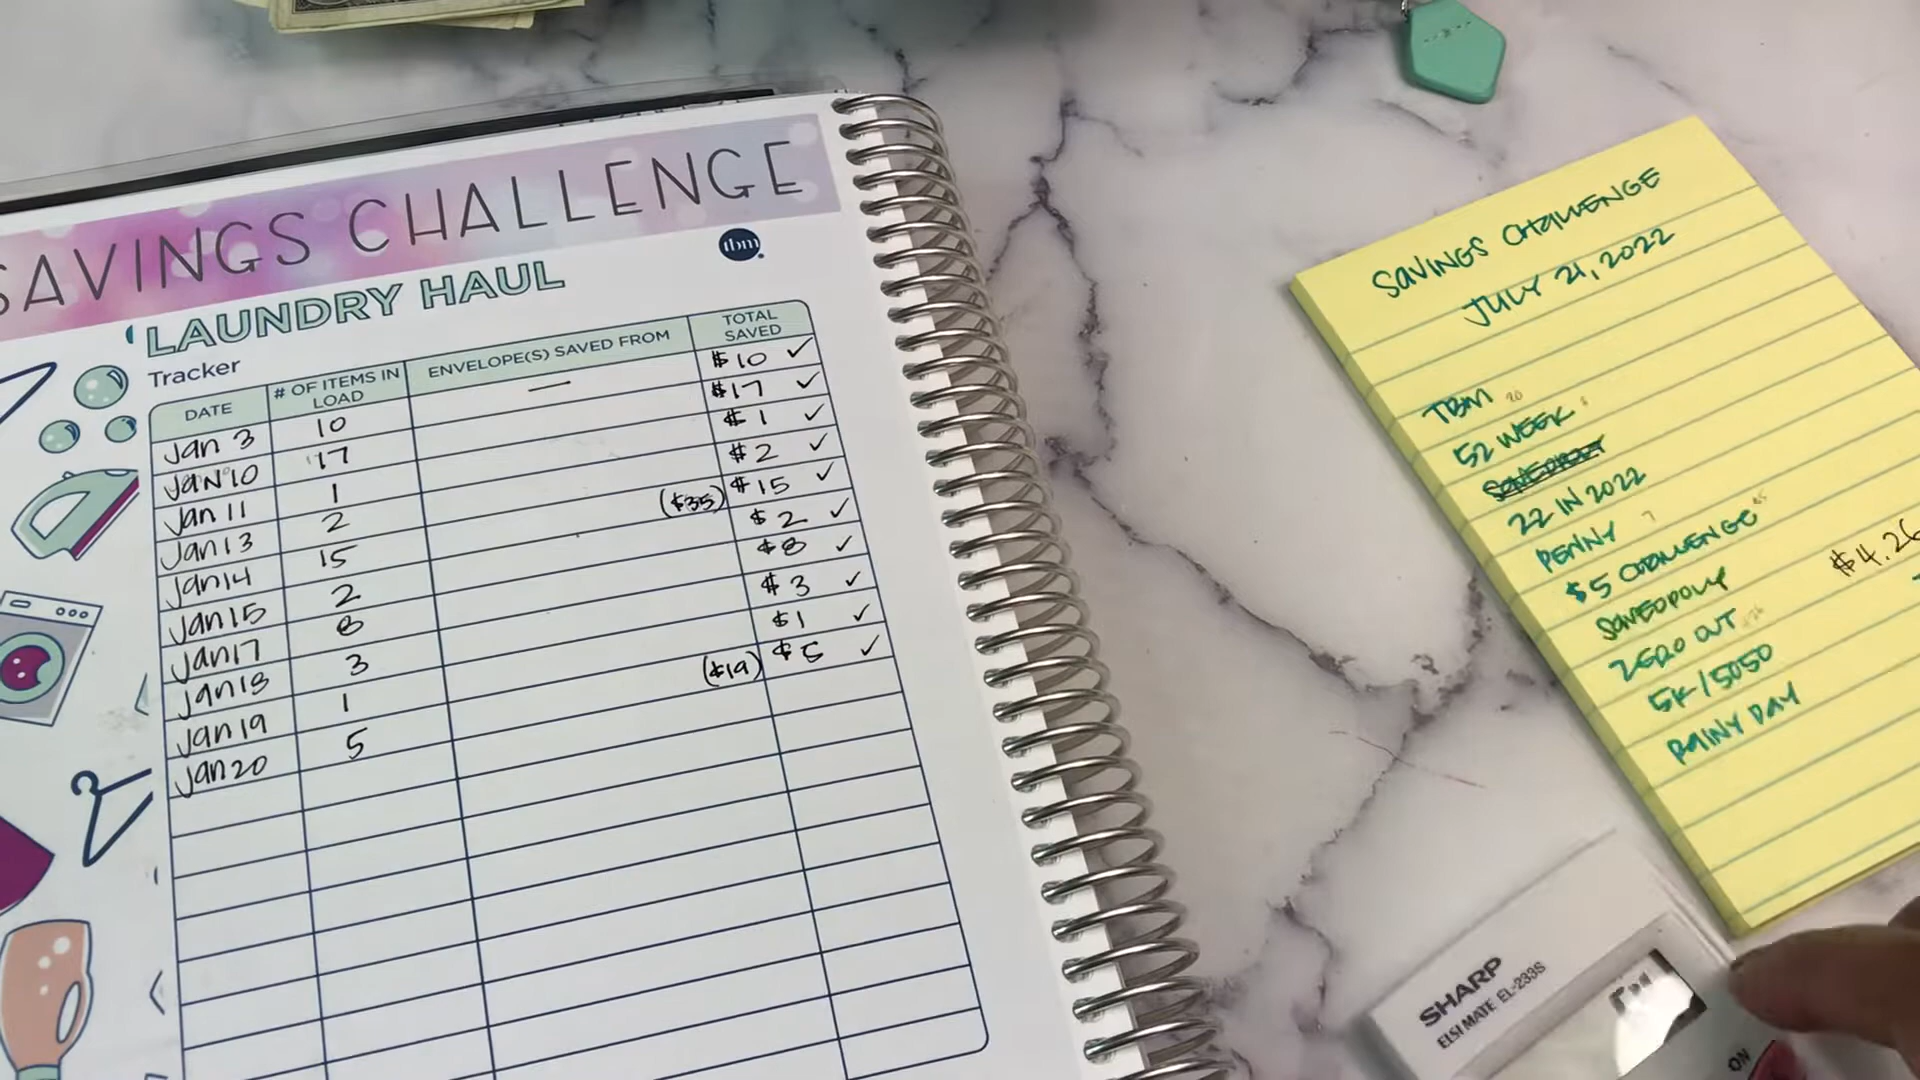 SAVINGS CHALLENGE
tbm
LAUNDRY HAUL
Tracker
DATE # OF ITEMS IN LOAD ENVELOPE(S) SAVED FROM TOTAL SAVED
Jan 3 10 — $10 ✓
Jan 10 17 $17 ✓
Jan 11 1 $1 ✓
Jan 13 2 $2 ✓
Jan 14 15 ($35) $15 ✓
Jan 15 2 $2 ✓
Jan 17 8 $8 ✓
Jan 18 3 $3 ✓
Jan 19 1 $1 ✓
Jan 20 5 ($19) $5 ✓
SAVINGS CHALLENGE
JULY 21, 2022
TBM 20
52 WEEK
22 IN 2022
PENNY 7
$5 CHALLENGE
SAVEOPOLY
$4.26
ZERO OUT
5K/5050
RAINY DAY
SHARP
ELSI MATE EL-233S
ON